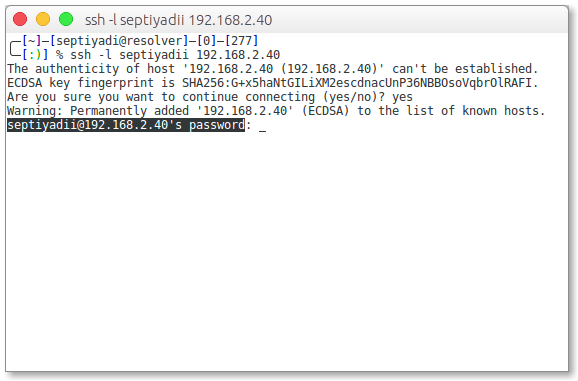 ssh -l septiyadii 192.168.2.40
╭─[~]─[septiyadi@resolver]─[0]─[277]
╰─[:)] % ssh -l septiyadii 192.168.2.40
The authenticity of host '192.168.2.40 (192.168.2.40)' can't be established.
ECDSA key fingerprint is SHA256:G+x5haNtGILiXM2escdnacUnP36NBBOsoVqbrOlRAFI.
Are you sure you want to continue connecting (yes/no)? yes
Warning: Permanently added '192.168.2.40' (ECDSA) to the list of known hosts.
septiyadii@192.168.2.40's password: _